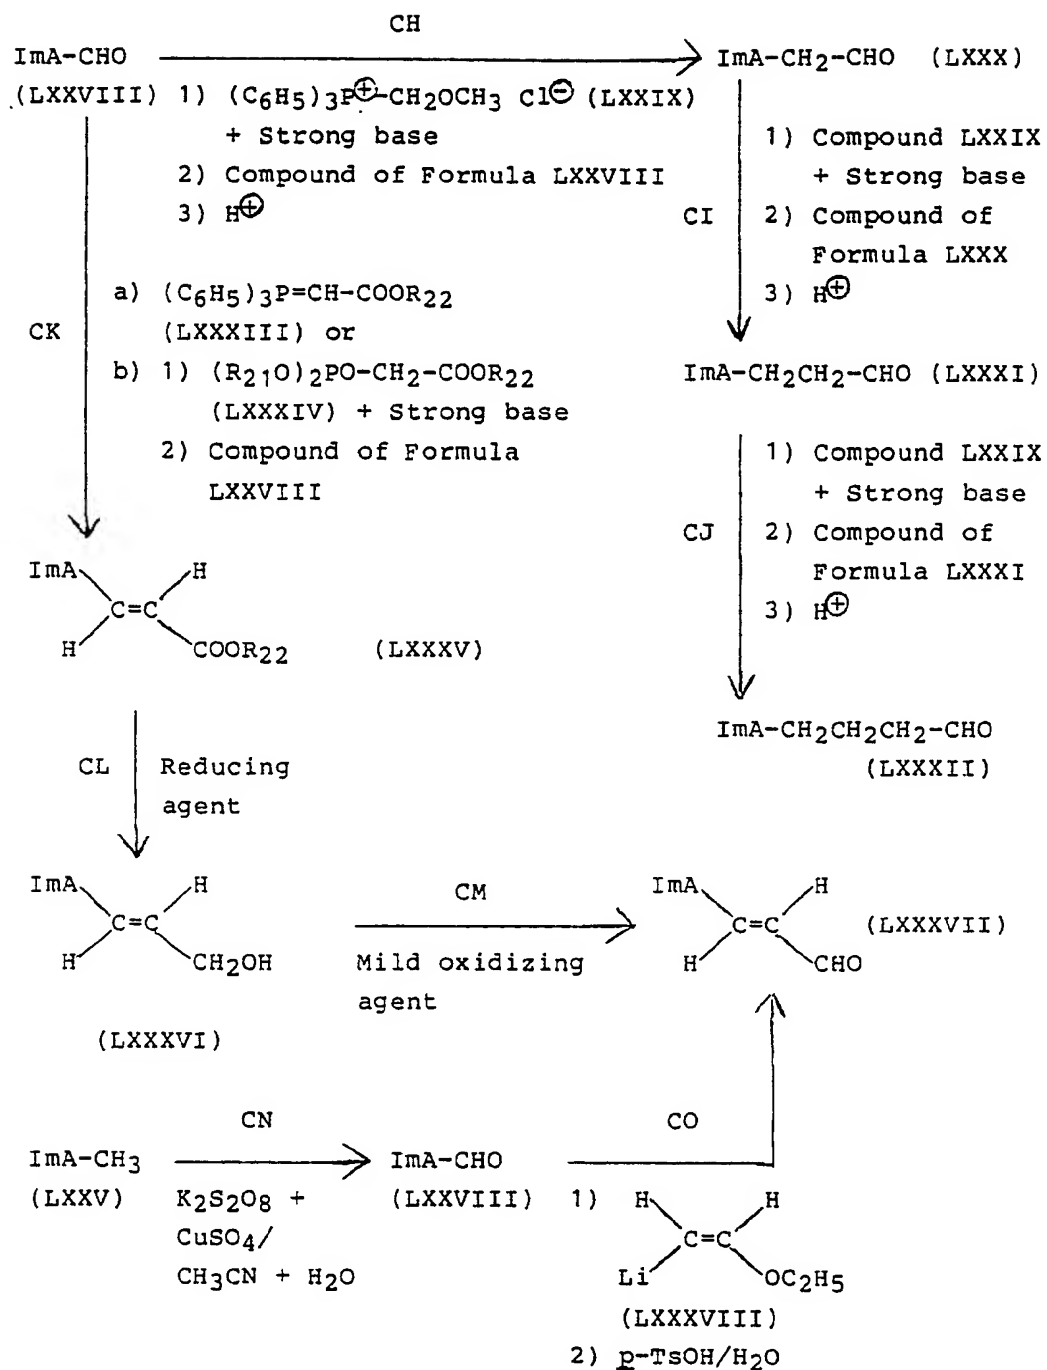 CH
ImA-CHO
ImA-CH2-CHO (LXXX)
(LXXVIII)
1) (C6H5)3P⊕-CH2OCH3 Cl⊖ (LXXIX)
+ Strong base
2) Compound of Formula LXXVIII
3) H⊕
CI
1) Compound LXXIX
+ Strong base
2) Compound of
Formula LXXX
3) H⊕
CK
a) (C6H5)3P=CH-COOR22
(LXXXIII) or
b) 1) (R21O)2PO-CH2-COOR22
(LXXXIV) + Strong base
2) Compound of Formula
LXXVIII
ImA-CH2CH2-CHO (LXXXI)
CJ
1) Compound LXXIX
+ Strong base
2) Compound of
Formula LXXXI
3) H⊕
ImA H
C=C
H COOR22 (LXXXV)
ImA-CH2CH2CH2-CHO
(LXXXII)
CL Reducing
agent
ImA H
C=C
H CH2OH
(LXXXVI)
CM
Mild oxidizing
agent
ImA H
C=C (LXXXVII)
H CHO
CN
ImA-CH3
(LXXV)
K2S2O8 +
CuSO4/
CH3CN + H2O
ImA-CHO
(LXXVIII)
CO
1) H H
C=C
Li OC2H5
(LXXXVIII)
2) p-TsOH/H2O